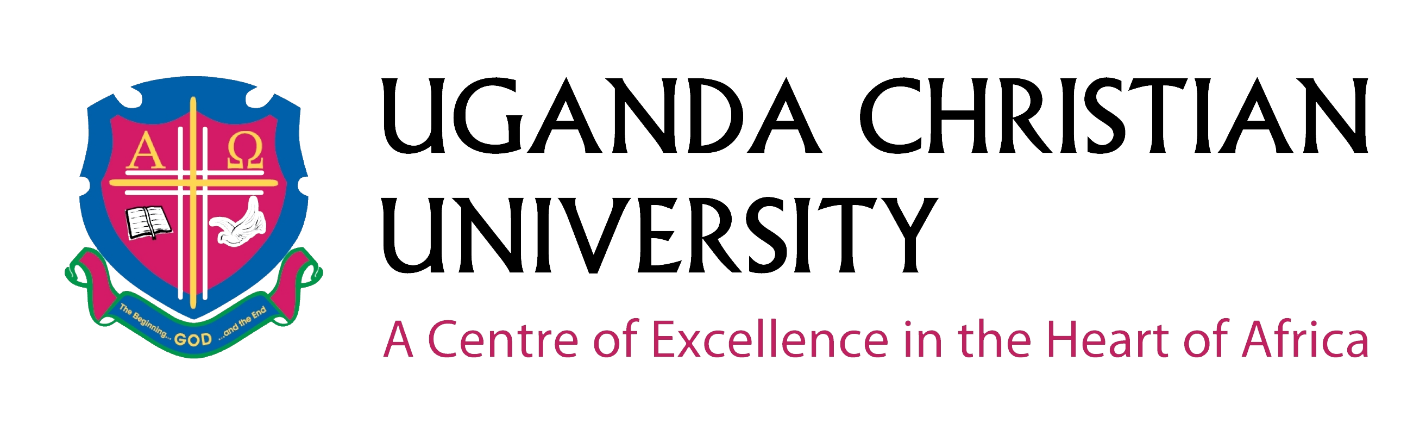 Α Ω
The Beginning... GOD ...and the End
UGANDA CHRISTIAN
UNIVERSITY
A Centre of Excellence in the Heart of Africa